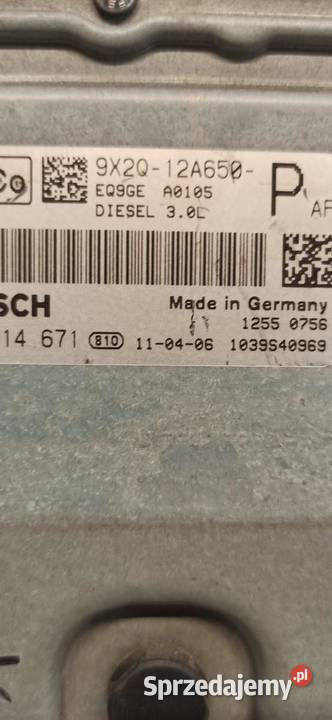 9X2Q-12A650-
P
EQ9GE A0105
AF
DIESEL 3.0L
SCH
Made in Germany
1255 0756
14 671 810 11-04-06 1039S40969
Sprzedajemy.pl